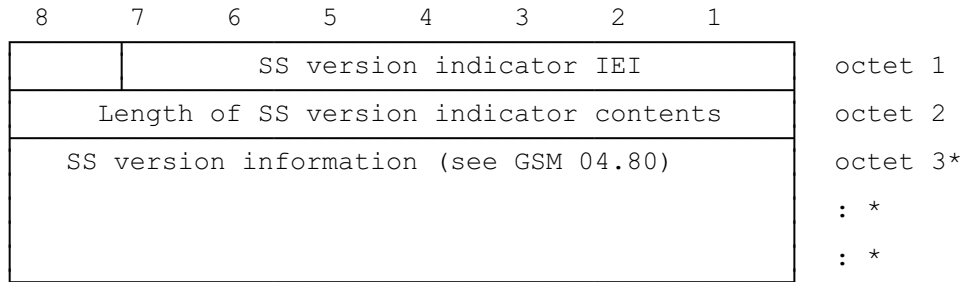 8 7 6 5 4 3 2 1
SS version indicator IEI octet 1
Length of SS version indicator contents octet 2
SS version information (see GSM 04.80) octet 3*
: *
: *